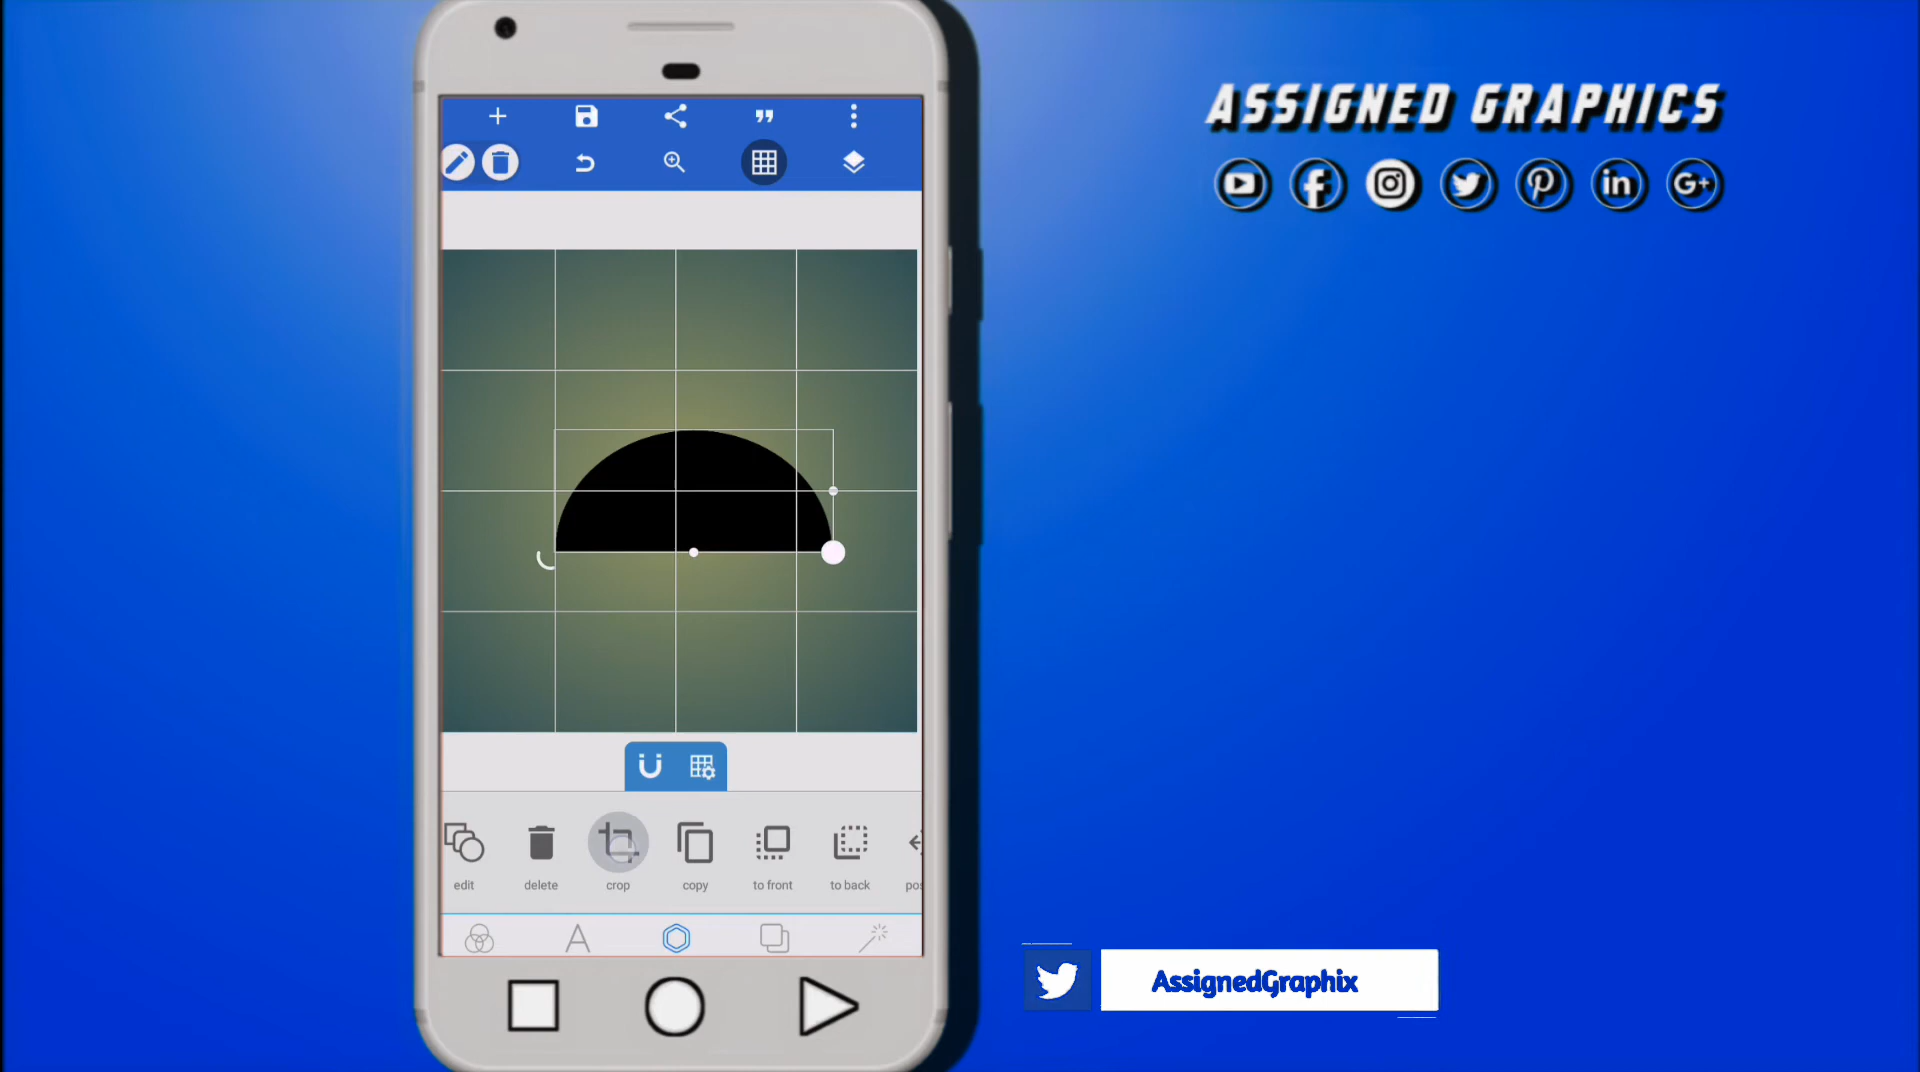 ASSIGNED GRAPHICS
edit
delete
crop
copy
to front
to back
AssignedGraphix